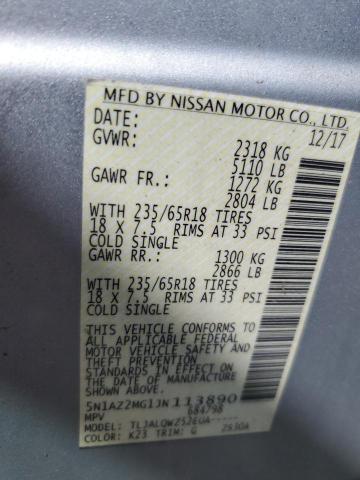 MFD BY NISSAN MOTOR CO., LTD.
DATE: 12/17
GVWR: 2318 KG
5110 LB
GAWR FR.: 1272 KG
2804 LB
WITH 235/65R18 TIRES
18 X 7.5 RIMS AT 33 PSI
COLD SINGLE
GAWR RR.: 1300 KG
2866 LB
WITH 235/65R18 TIRES
18 X 7.5 RIMS AT 33 PSI
COLD SINGLE
THIS VEHICLE CONFORMS TO
ALL APPLICABLE FEDERAL
MOTOR VEHICLE SAFETY AND
THEFT PREVENTION
STANDARDS IN EFFECT ON
THE DATE OF MANUFACTURE
5N1AZ2MG1JN113890
MPV 684798
MODEL: TLJALQWZ52EUA-----
COLOR: K23 TRIM: G 2930A